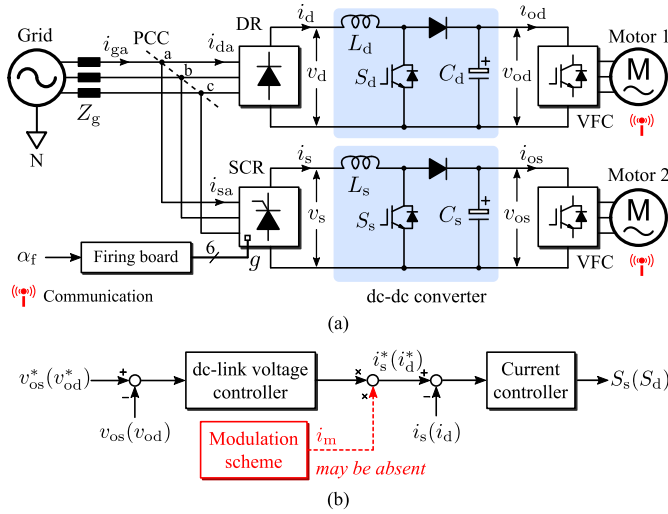 Grid
PCC
DR
Motor 1
i_ga
a
i_da
i_d
L_d
i_od
b
v_d
S_d
C_d
+
v_od
M
c
Z_g
VFC
N
SCR
i_s
i_os
Motor 2
i_sa
L_s
v_s
S_s
C_s
+
v_os
M
α_f
Firing board
6
g
VFC
Communication
dc-dc converter
(a)
v*_os(v*_od)
+
−
dc-link voltage
controller
×
×
i*_s(i*_d)
+
−
Current
controller
S_s(S_d)
v_os(v_od)
Modulation
scheme
i_m
may be absent
i_s(i_d)
(b)